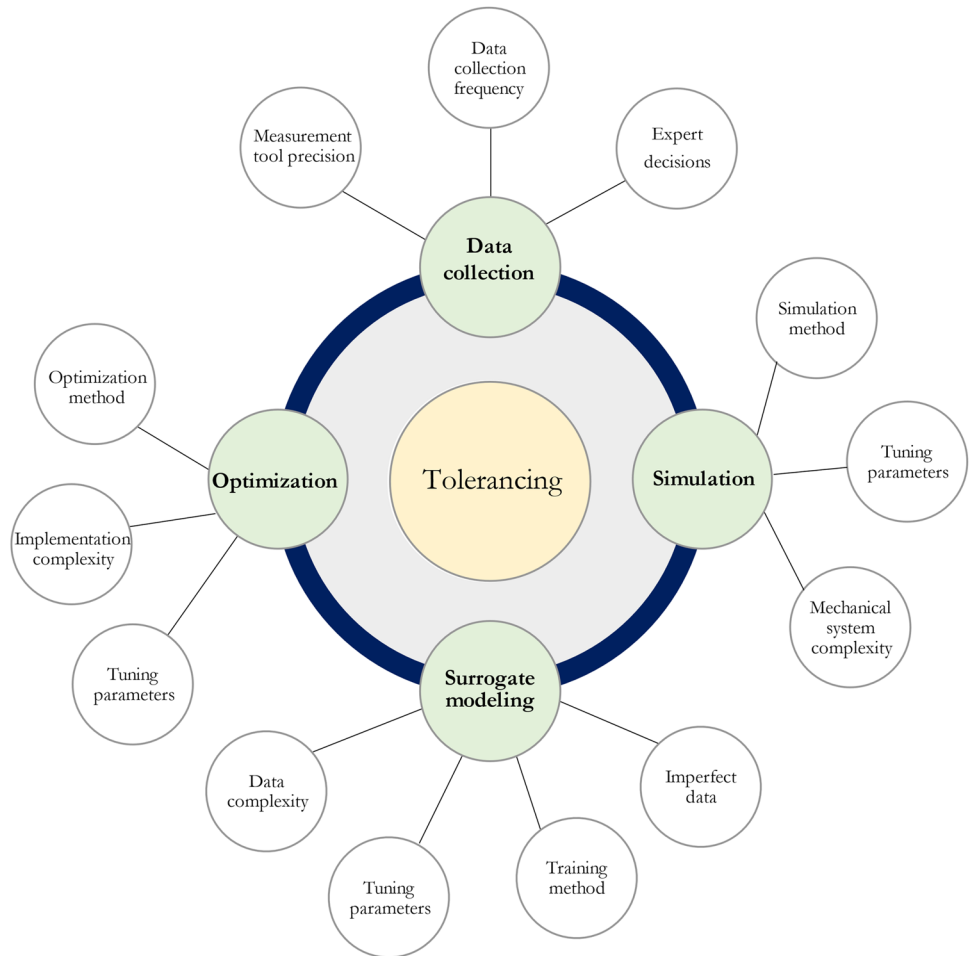 Data
collection
frequency
Measurement
tool precision
Expert
decisions
Data
collection
Simulation
method
Optimization
method
Tuning
parameters
Optimization
Tolerancing
Simulation
Implementation
complexity
Mechanical
system
complexity
Tuning
parameters
Surrogate
modeling
Data
complexity
Imperfect
data
Tuning
parameters
Training
method